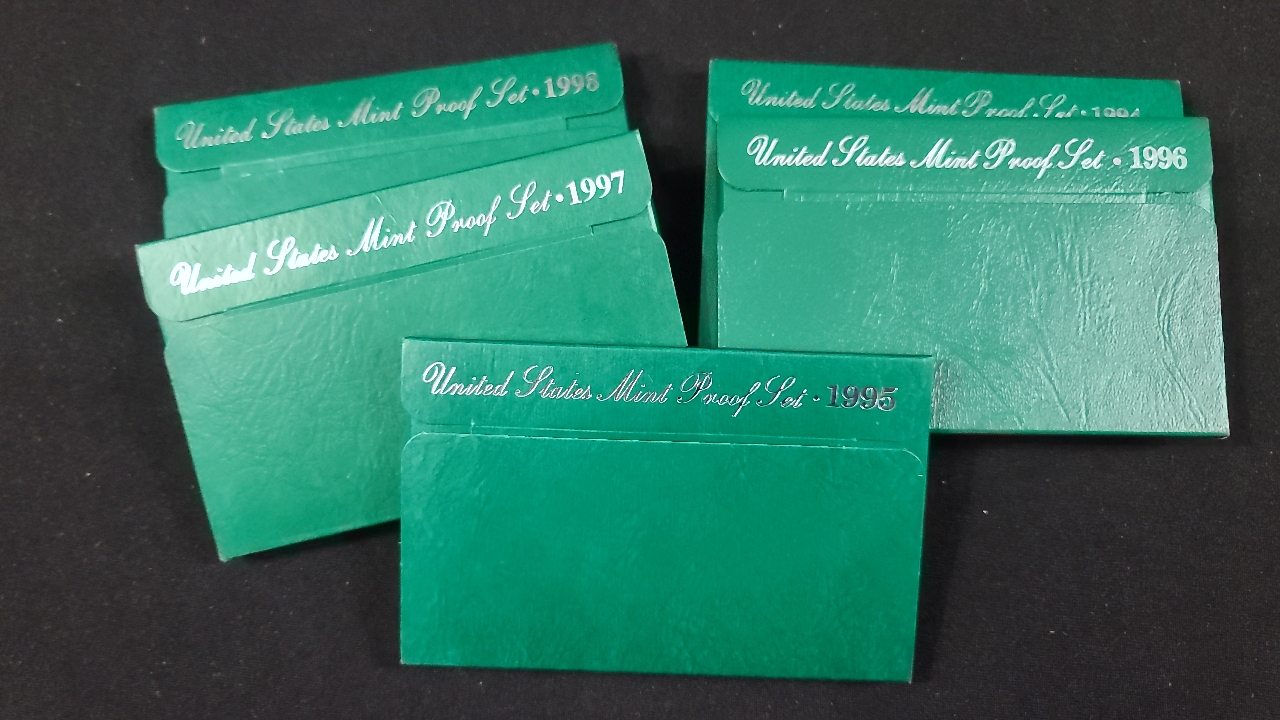 United States Mint Proof Set • 1998
United States Mint Proof Set • 1997
United States Mint Proof Set • 1994
United States Mint Proof Set • 1996
United States Mint Proof Set • 1995